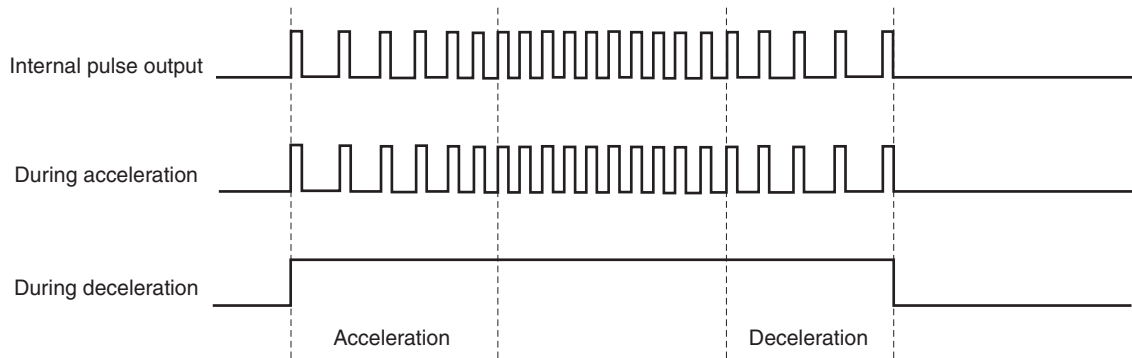 Internal pulse output
During acceleration
During deceleration
Acceleration
Deceleration